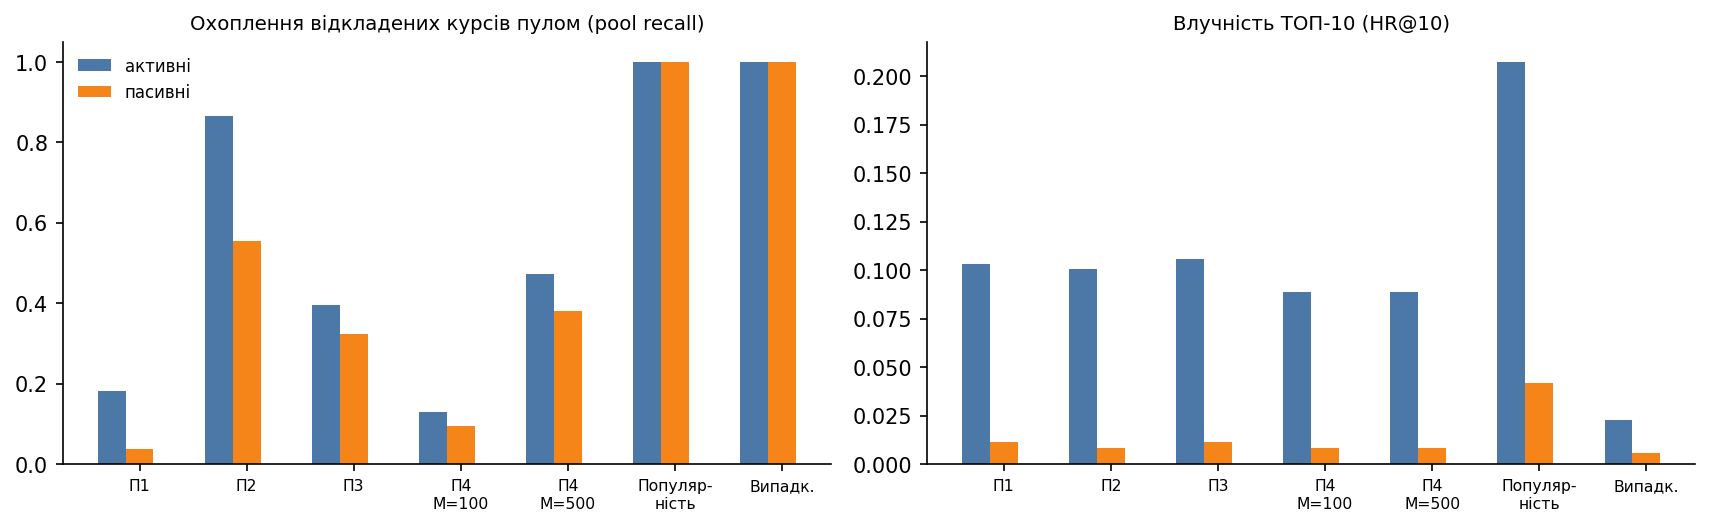 Охоплення відкладених курсів пулом (pool recall)
активні
пасивні
1.0
0.8
0.6
0.4
0.2
0.0
П1
П2
П3
П4
M=100
П4
M=500
Популяр-
ність
Випадк.
Влучність ТОП-10 (HR@10)
0.200
0.175
0.150
0.125
0.100
0.075
0.050
0.025
0.000
П1
П2
П3
П4
M=100
П4
M=500
Популяр-
ність
Випадк.